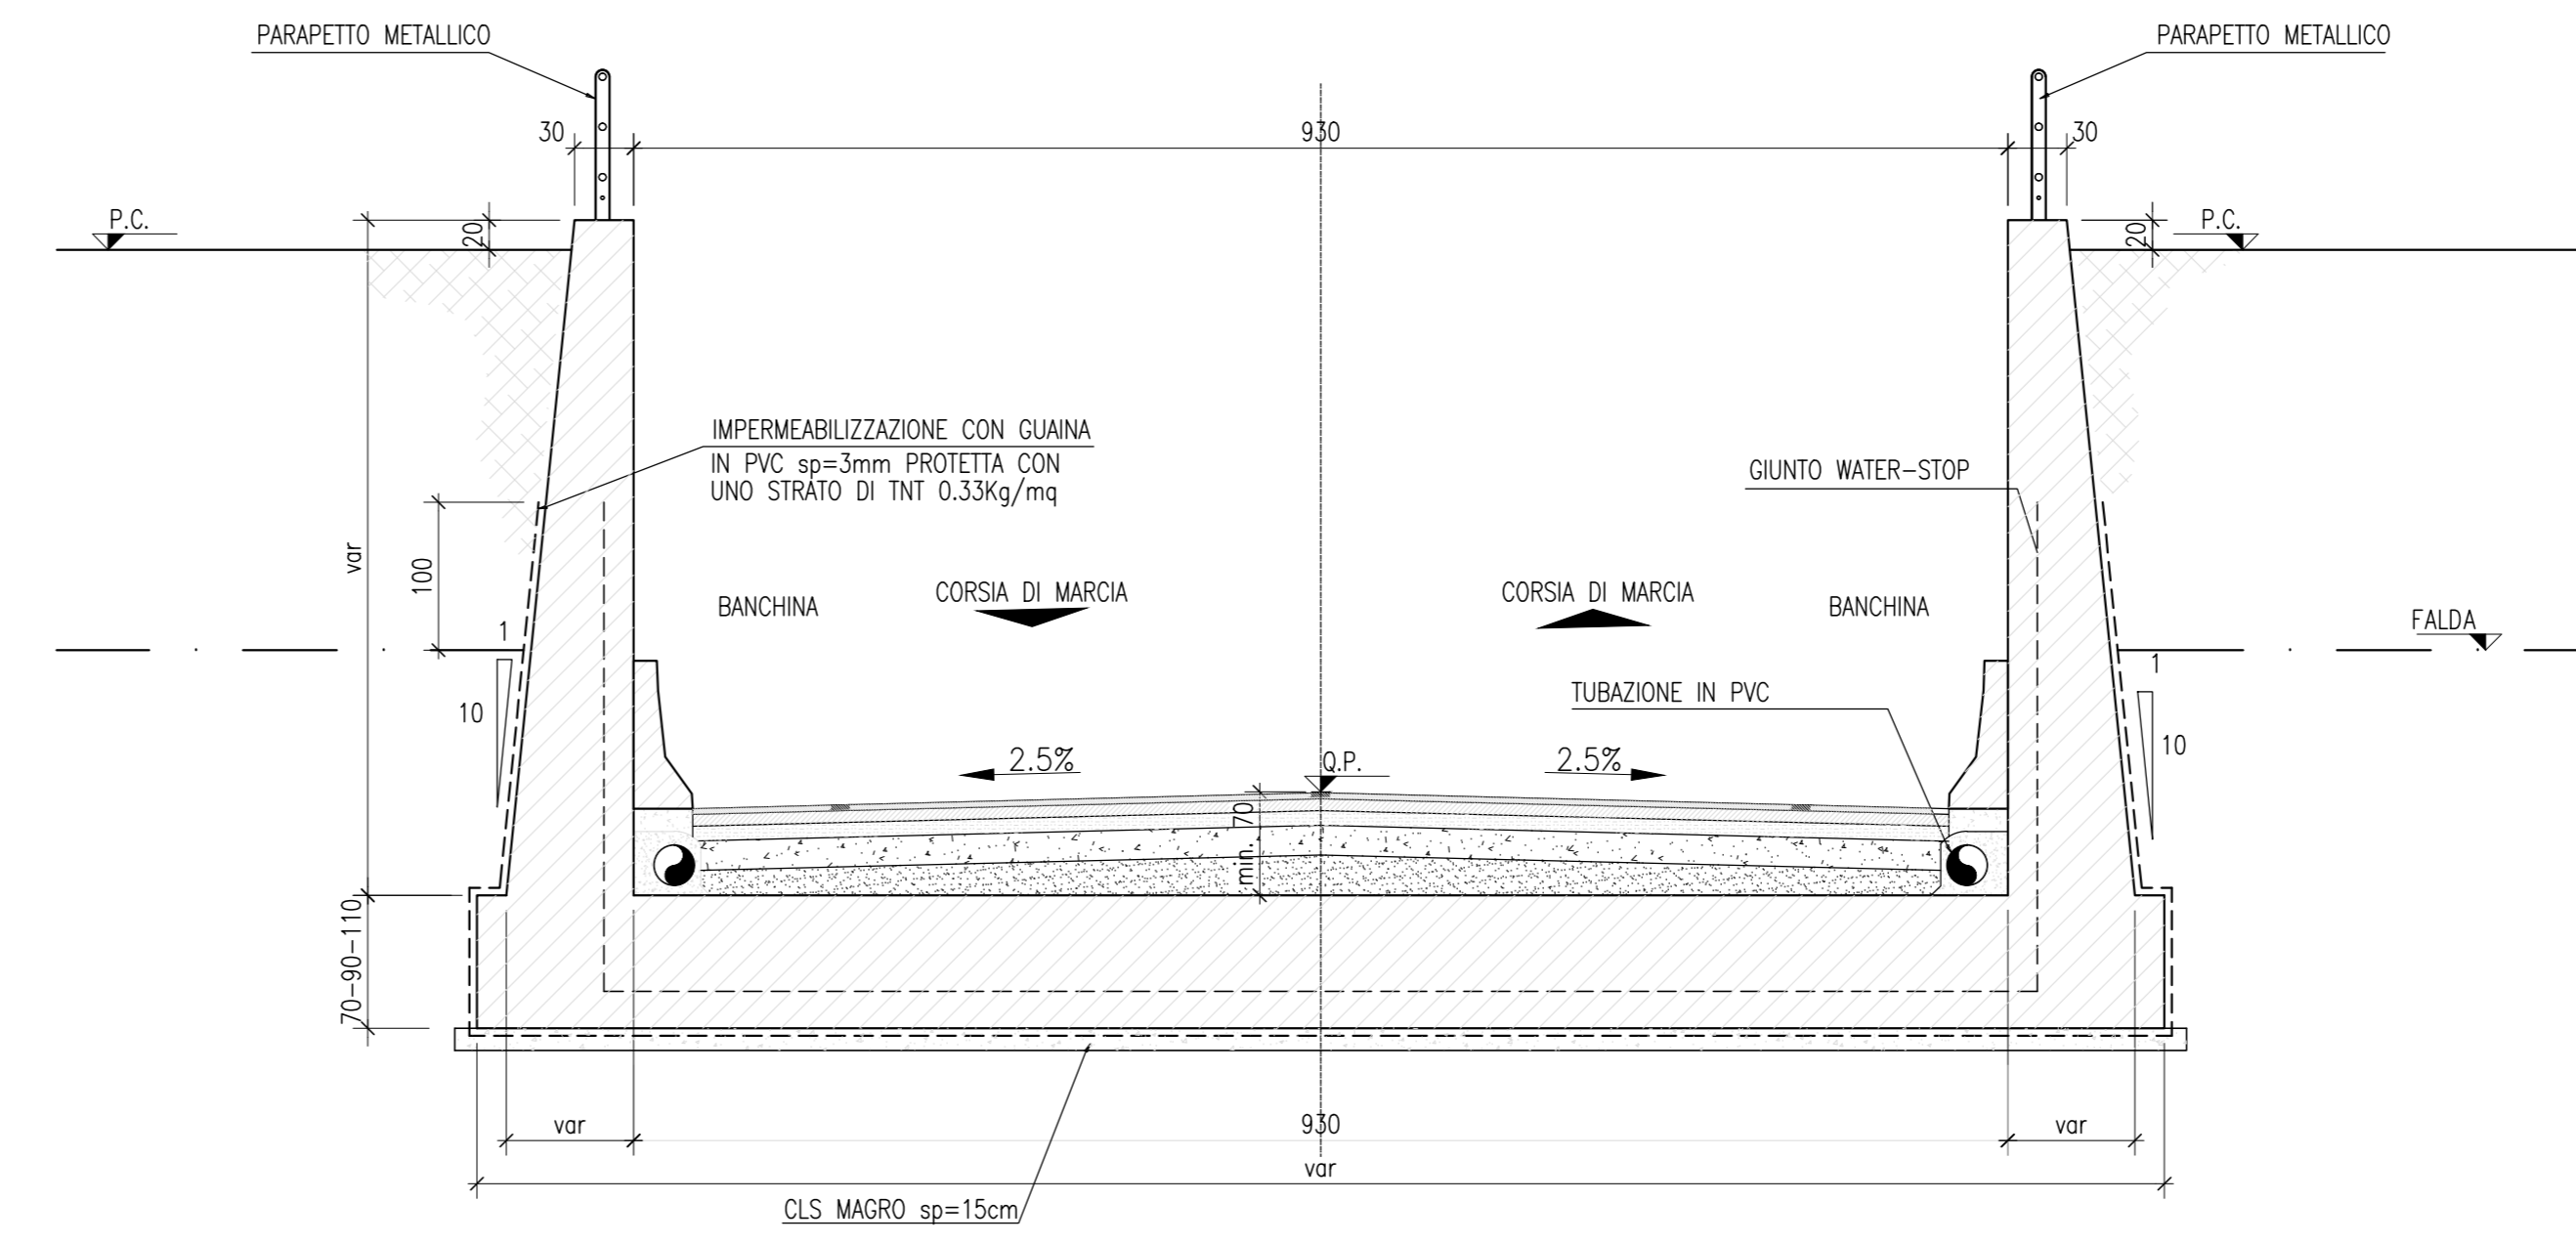 PARAPETTO METALLICO
PARAPETTO METALLICO
30
930
30
P.C.
20
20
P.C.
IMPERMEABILIZZAZIONE CON GUAINA
IN PVC sp=3mm PROTETTA CON
UNO STRATO DI TNT 0.33Kg/mq
GIUNTO WATER-STOP
var
100
BANCHINA
CORSIA DI MARCIA
CORSIA DI MARCIA
BANCHINA
FALDA
1
10
1
10
TUBAZIONE IN PVC
2.5%
Q.P.
2.5%
min. 70
70-90-110
var
930
var
var
CLS MAGRO sp=15cm